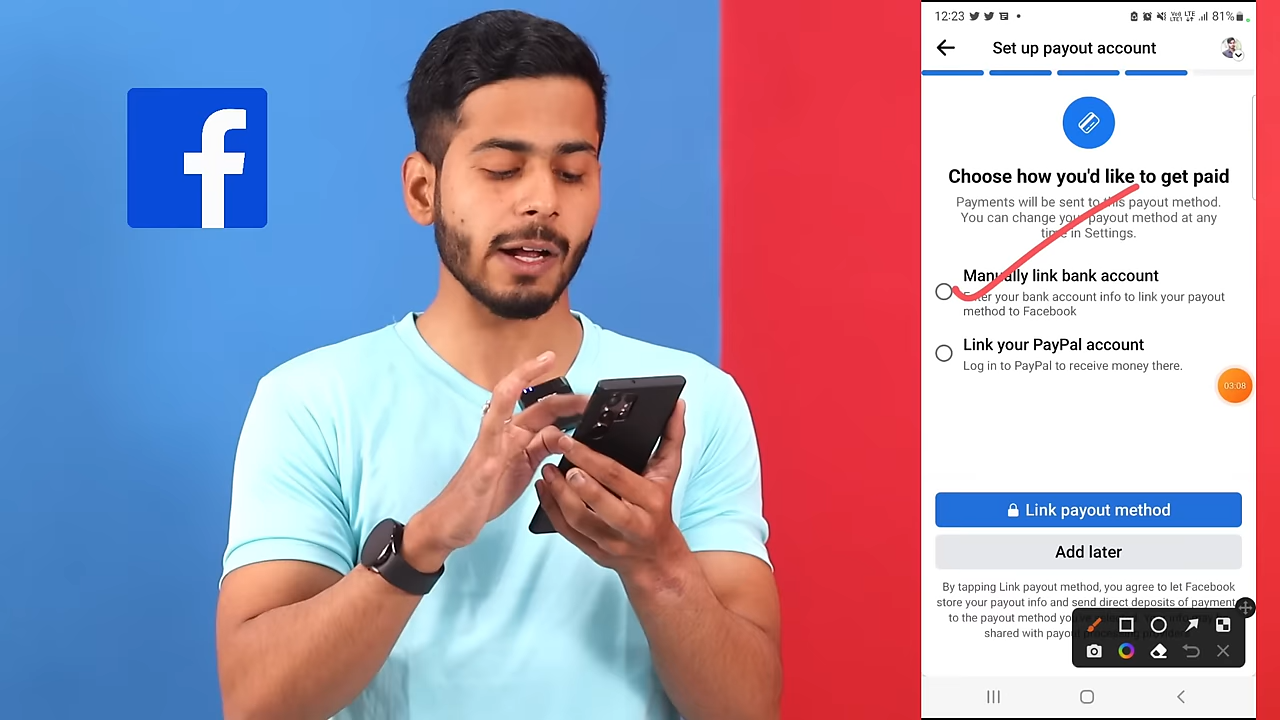 f
12:23
81%
Set up payout account
Choose how you'd like to get paid
Payments will be sent to this payout method.
You can change your payout method at any
time in Settings.
Manually link bank account
Enter your bank account info to link your payout
method to Facebook
Link your PayPal account
Log in to PayPal to receive money there.
03:08
Link payout method
Add later
By tapping Link payout method, you agree to let Facebook
store your payout info and send direct deposits of payment
to the payout method
shared with payout processing